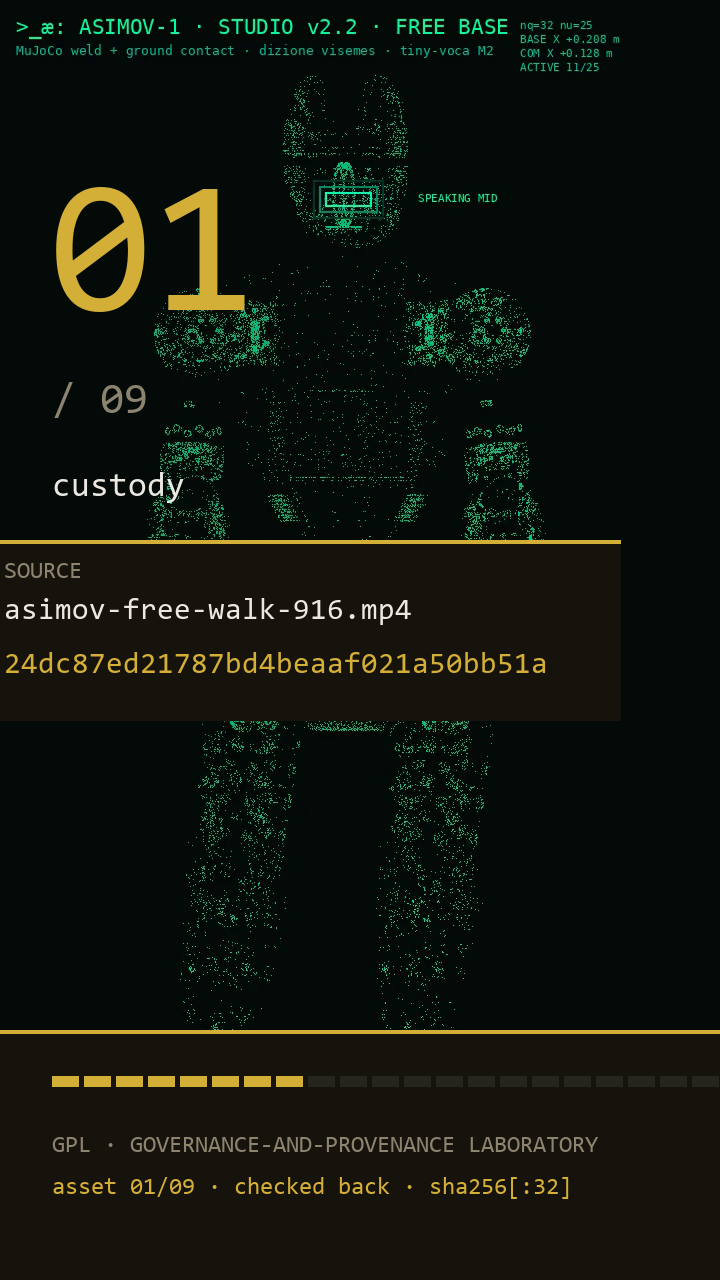 >_æ: ASIMOV-1 · STUDIO v2.2 · FREE BASE
MuJoCo weld + ground contact · dizione visemes · tiny-voca M2
nq=32 nu=25
BASE X +0.208 m
COM X +0.128 m
ACTIVE 11/25
SPEAKING MID
01
/ 09
custody
SOURCE
asimov-free-walk-916.mp4
24dc87ed21787bd4beaaf021a50bb51a
GPL · GOVERNANCE-AND-PROVENANCE LABORATORY
asset 01/09 · checked back · sha256[:32]